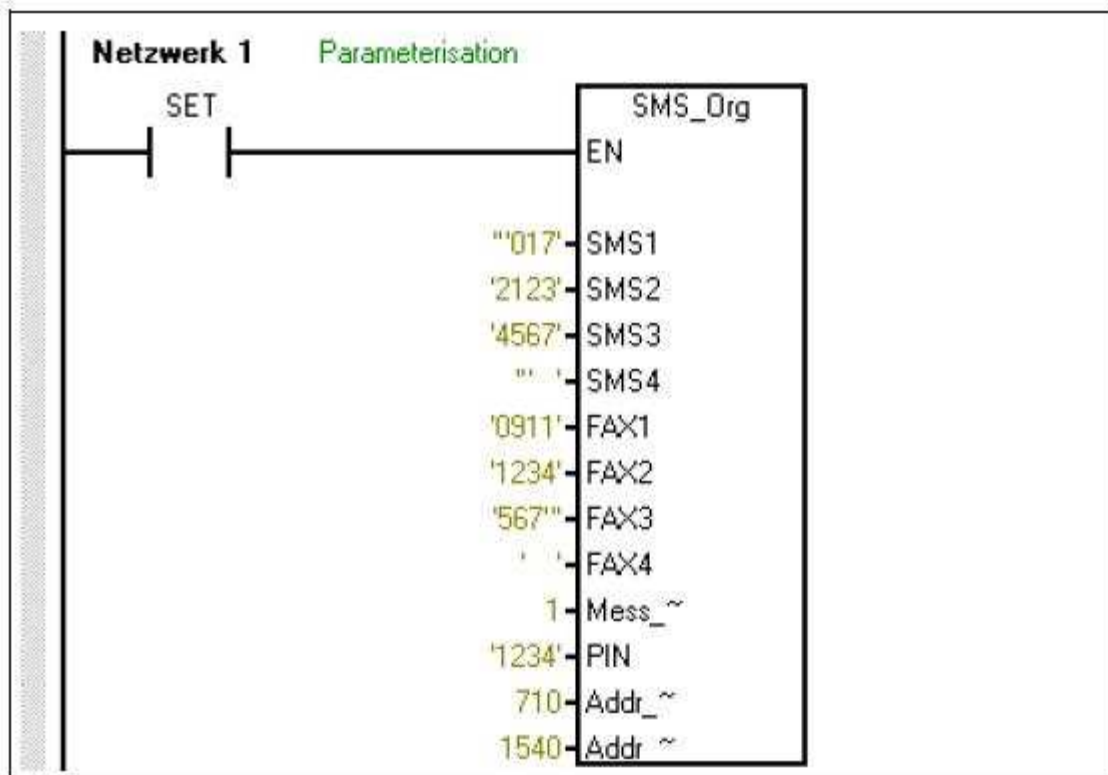 Netzwerk 1 Parameterisation
SET SMS_Org
EN
"'017' SMS1
'2123' SMS2
'4567' SMS3
"' ' SMS4
'0911' FAX1
'1234' FAX2
'567'" FAX3
' ' FAX4
1 Mess_~
'1234' PIN
710 Addr_~
1540 Addr_~